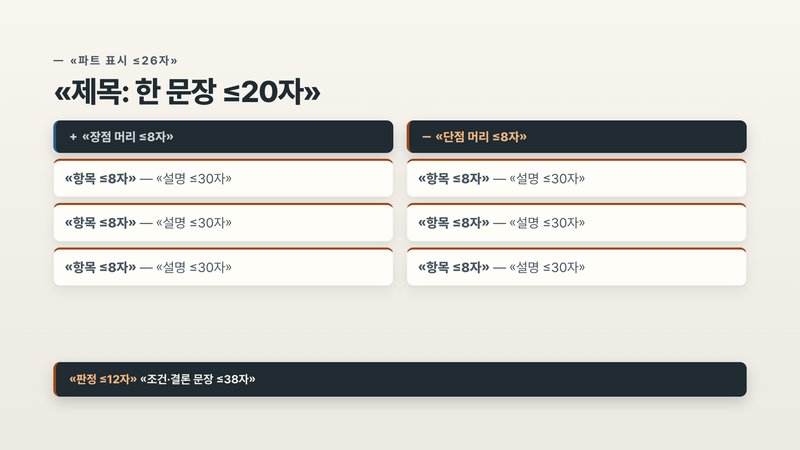 — «파트 표시 ≤26자»
«제목: 한 문장 ≤20자»
+ «장점 머리 ≤8자»
«항목 ≤8자» — «설명 ≤30자»
«항목 ≤8자» — «설명 ≤30자»
«항목 ≤8자» — «설명 ≤30자»
— «단점 머리 ≤8자»
«항목 ≤8자» — «설명 ≤30자»
«항목 ≤8자» — «설명 ≤30자»
«항목 ≤8자» — «설명 ≤30자»
«판정 ≤12자» «조건·결론 문장 ≤38자»